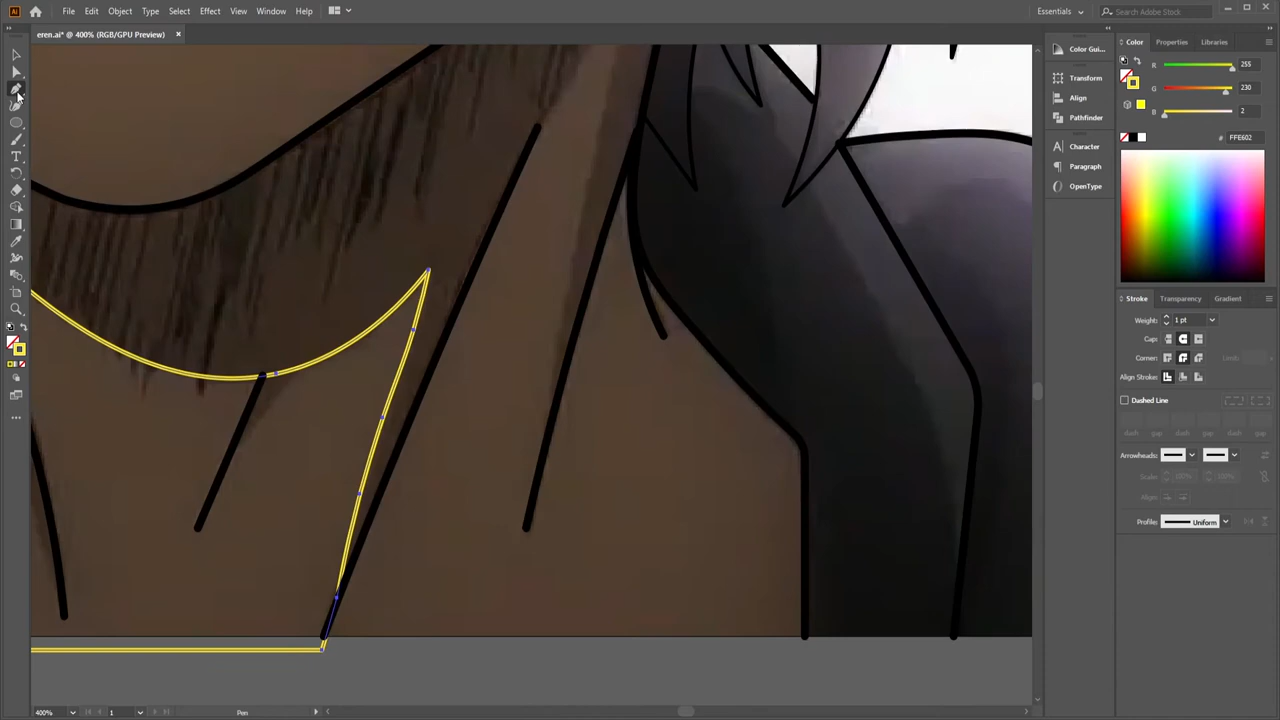 Ai File Edit Object Type Select Effect View Window Help Essentials Search Adobe Stock
eren.ai* @ 400% (RGB/GPU Preview) ×
Color Gui...
Transform
Align
Pathfinder
Character
Paragraph
OpenType
Color Properties Libraries
R 255
G 230
B 2
# FFE602
Stroke Transparency Gradient
Weight: 1 pt
Cap:
Corner:
Align Stroke:
Dashed Line
dash gap dash gap dash gap
Arrowheads:
Scale: 100% 100%
Align:
Profile: Uniform
400% 1 Pen